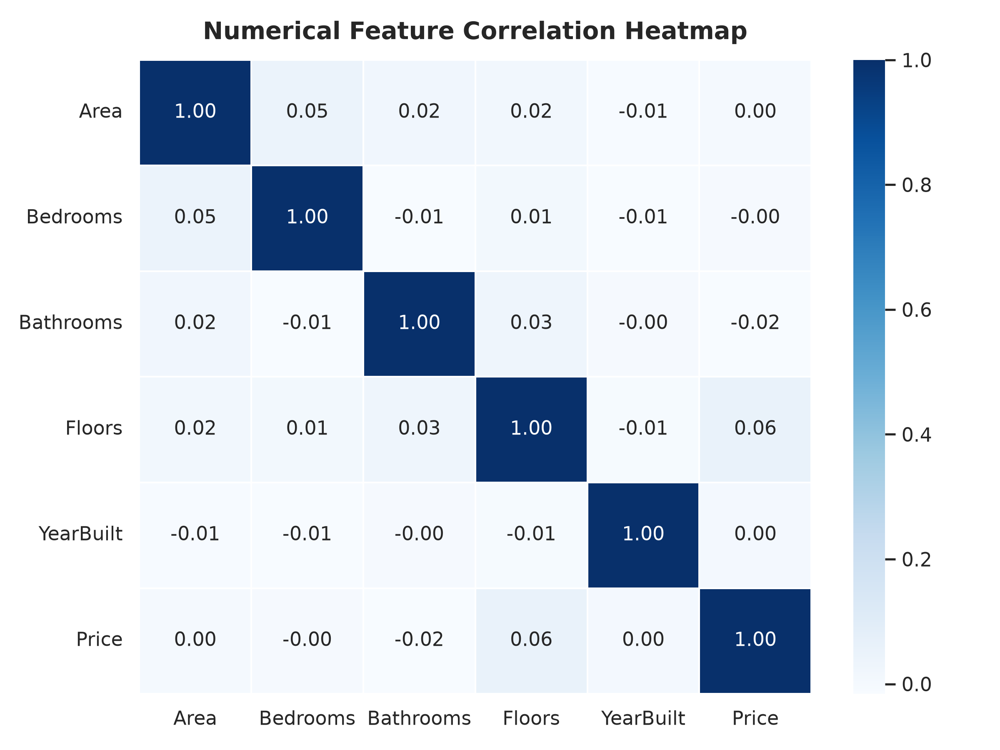 Numerical Feature Correlation Heatmap
1.0
Area 1.00 0.05 0.02 0.02 -0.01 0.00
0.8
Bedrooms 0.05 1.00 -0.01 0.01 -0.01 -0.00
0.6
Bathrooms 0.02 -0.01 1.00 0.03 -0.00 -0.02
Floors 0.02 0.01 0.03 1.00 -0.01 0.06
0.4
YearBuilt -0.01 -0.01 -0.00 -0.01 1.00 0.00
0.2
Price 0.00 -0.00 -0.02 0.06 0.00 1.00
0.0
Area Bedrooms Bathrooms Floors YearBuilt Price